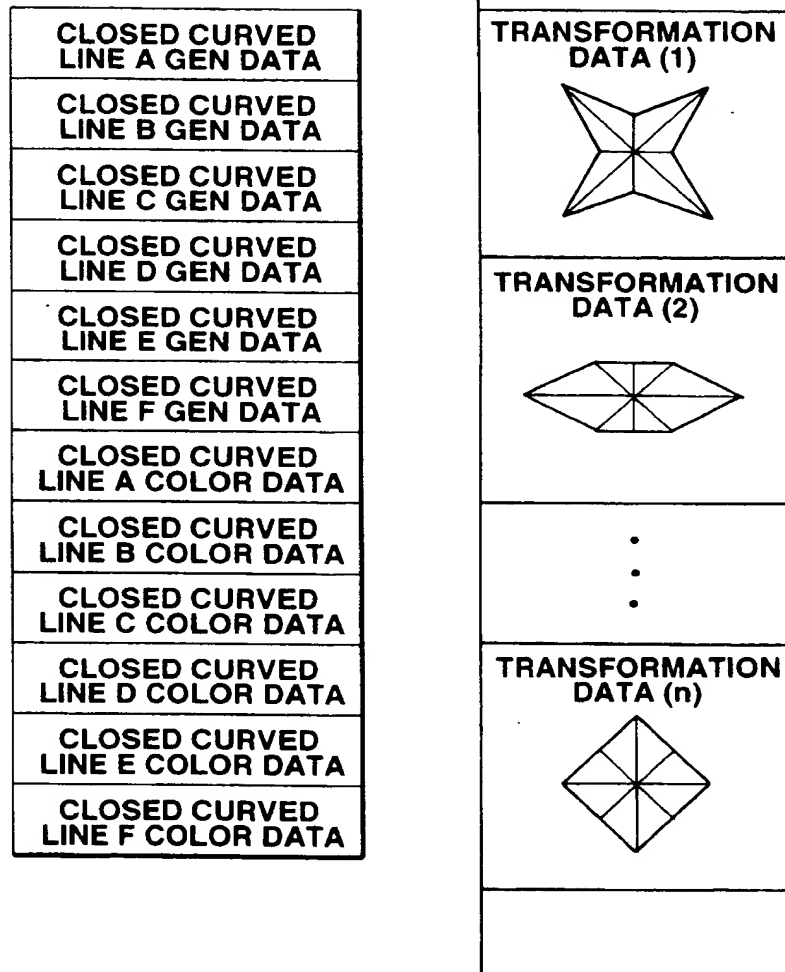 CLOSED CURVED
LINE A GEN DATA
CLOSED CURVED
LINE B GEN DATA
CLOSED CURVED
LINE C GEN DATA
CLOSED CURVED
LINE D GEN DATA
CLOSED CURVED
LINE E GEN DATA
CLOSED CURVED
LINE F GEN DATA
CLOSED CURVED
LINE A COLOR DATA
CLOSED CURVED
LINE B COLOR DATA
CLOSED CURVED
LINE C COLOR DATA
CLOSED CURVED
LINE D COLOR DATA
CLOSED CURVED
LINE E COLOR DATA
CLOSED CURVED
LINE F COLOR DATA
TRANSFORMATION
DATA (1)
TRANSFORMATION
DATA (2)
TRANSFORMATION
DATA (n)